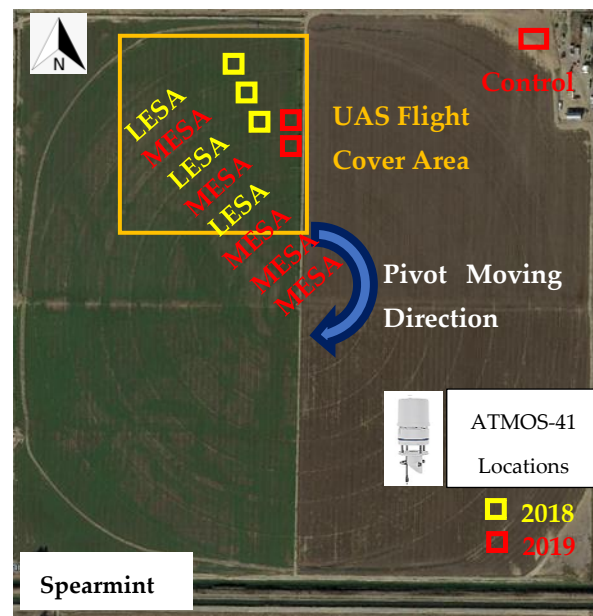 N
Control
LESA
MESA
LESA
MESA
LESA
MESA
MESA
MESA
UAS Flight
Cover Area
Pivot Moving
Direction
ATMOS-41
Locations
2018
2019
Spearmint